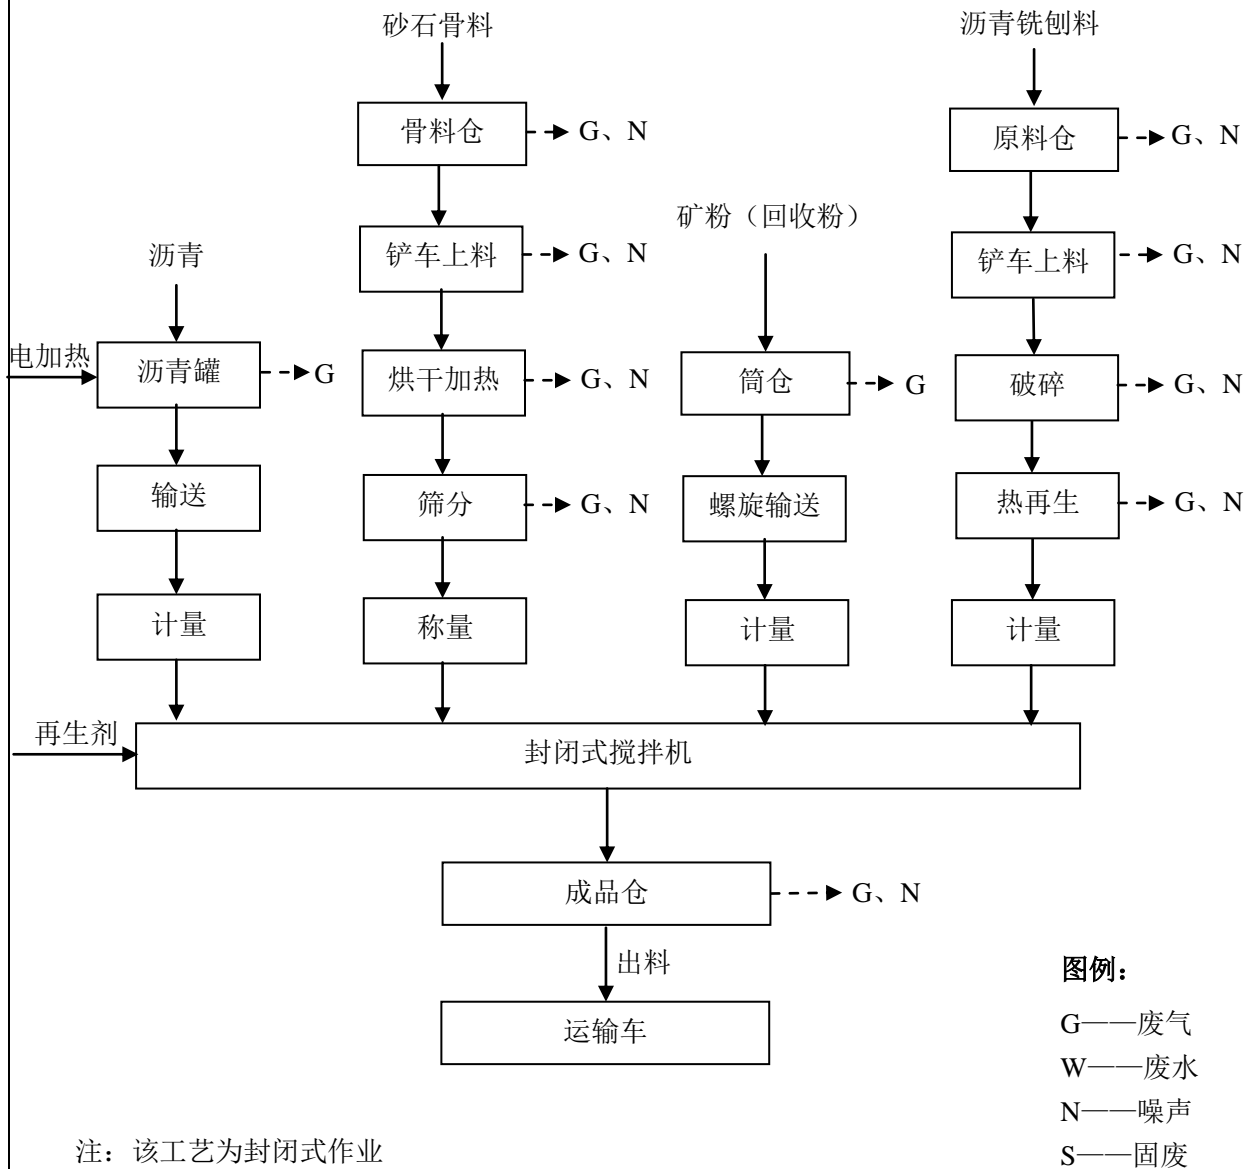 砂石骨料
沥青铣刨料
骨料仓
G、N
原料仓
G、N
矿粉（回收粉）
沥青
铲车上料
G、N
铲车上料
G、N
电加热
沥青罐
G
烘干加热
G、N
筒仓
G
破碎
G、N
输送
筛分
G、N
螺旋输送
热再生
G、N
计量
称量
计量
计量
再生剂
封闭式搅拌机
成品仓
G、N
出料
运输车
图例：
G——废气
W——废水
N——噪声
S——固废
注：该工艺为封闭式作业